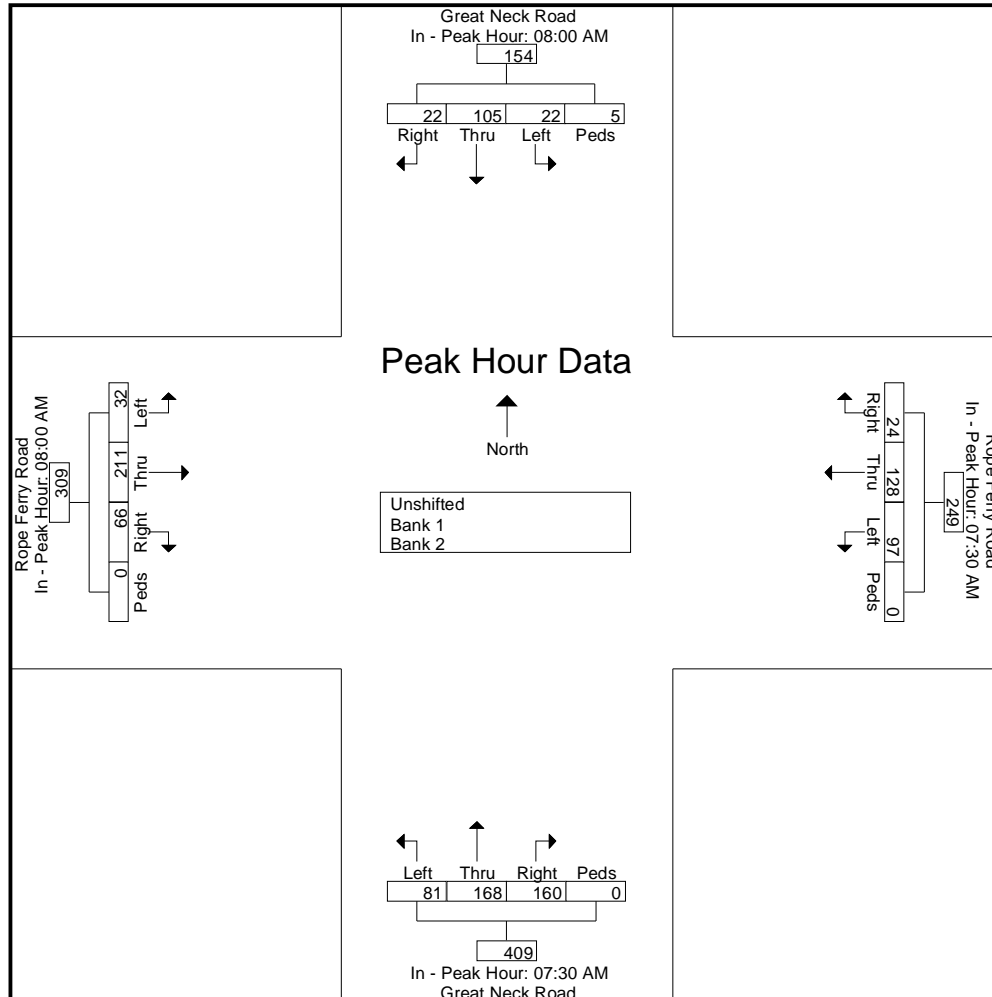 Great Neck Road
In - Peak Hour: 08:00 AM
154
22 105 22 5
Right Thru Left Peds
Peak Hour Data
North
Unshifted
Bank 1
Bank 2
Rope Ferry Road
In - Peak Hour: 08:00 AM
309
32 211 66 0
Left Thru Right Peds
Rope Ferry Road
In - Peak Hour: 07:30 AM
249
24 128 97 0
Right Thru Left Peds
Left Thru Right Peds
81 168 160 0
409
In - Peak Hour: 07:30 AM
Great Neck Road